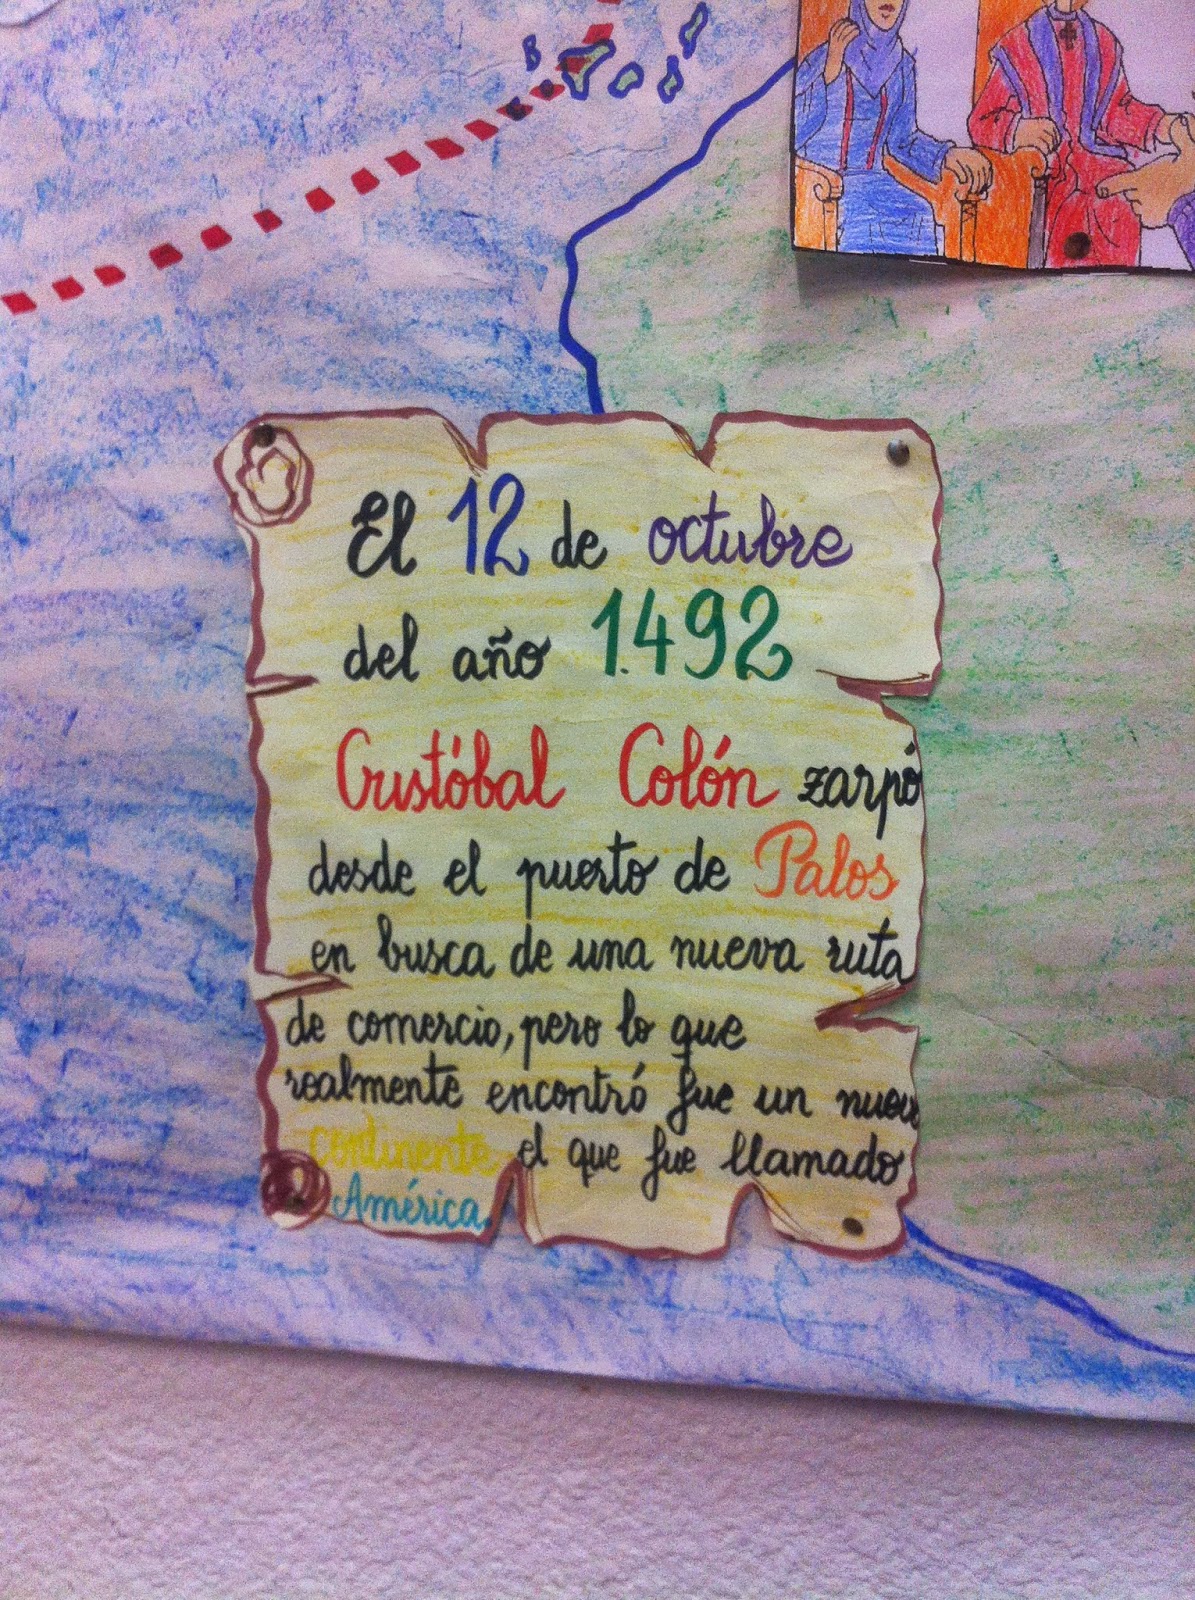 El 12 de octubre
del año 1.492
Cristóbal Colón zarpó
desde el puerto de Palos
en busca de una nueva ruta
de comercio, pero lo que
realmente encontró fue un nuevo
continente el que fue llamado
América.